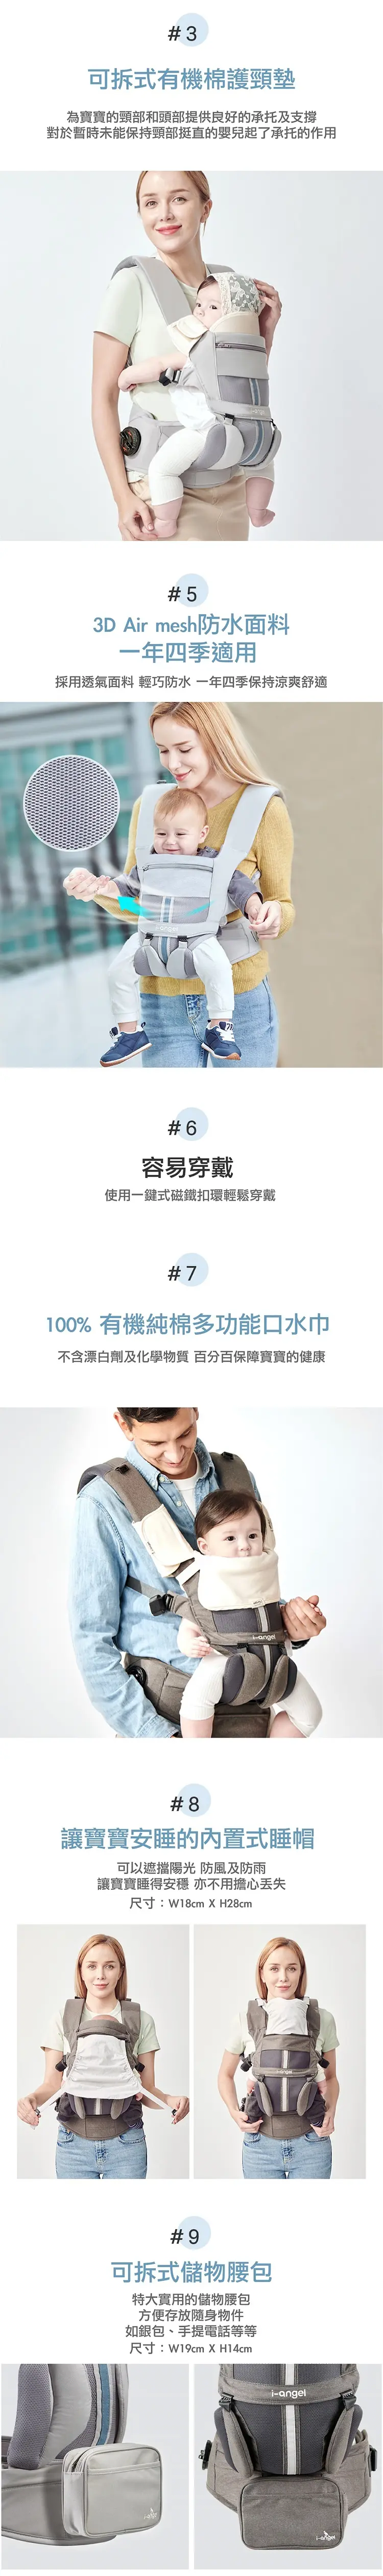 #3
可拆式有機棉護頸墊
為寶寶的頸部和頭部提供良好的承托及支撐
對於暫時未能保持頸部挺直的嬰兒起了承托的作用
#5
3D Air mesh防水面料
一年四季適用
採用透氣面料 輕巧防水 一年四季保持涼爽舒適
i-angel
#6
容易穿戴
使用一鍵式磁鐵扣環輕鬆穿戴
#7
100% 有機純棉多功能口水巾
不含漂白劑及化學物質 百分百保障寶寶的健康
i-angel
#8
讓寶寶安睡的內置式睡帽
可以遮擋陽光 防風及防雨
讓寶寶睡得安穩 亦不用擔心丟失
尺寸：W18cm X H28cm
i-angel
#9
可拆式儲物腰包
特大實用的儲物腰包
方便存放隨身物件
如銀包、手提電話等等
尺寸：W19cm X H14cm
i-angel
i-angel
i-angel